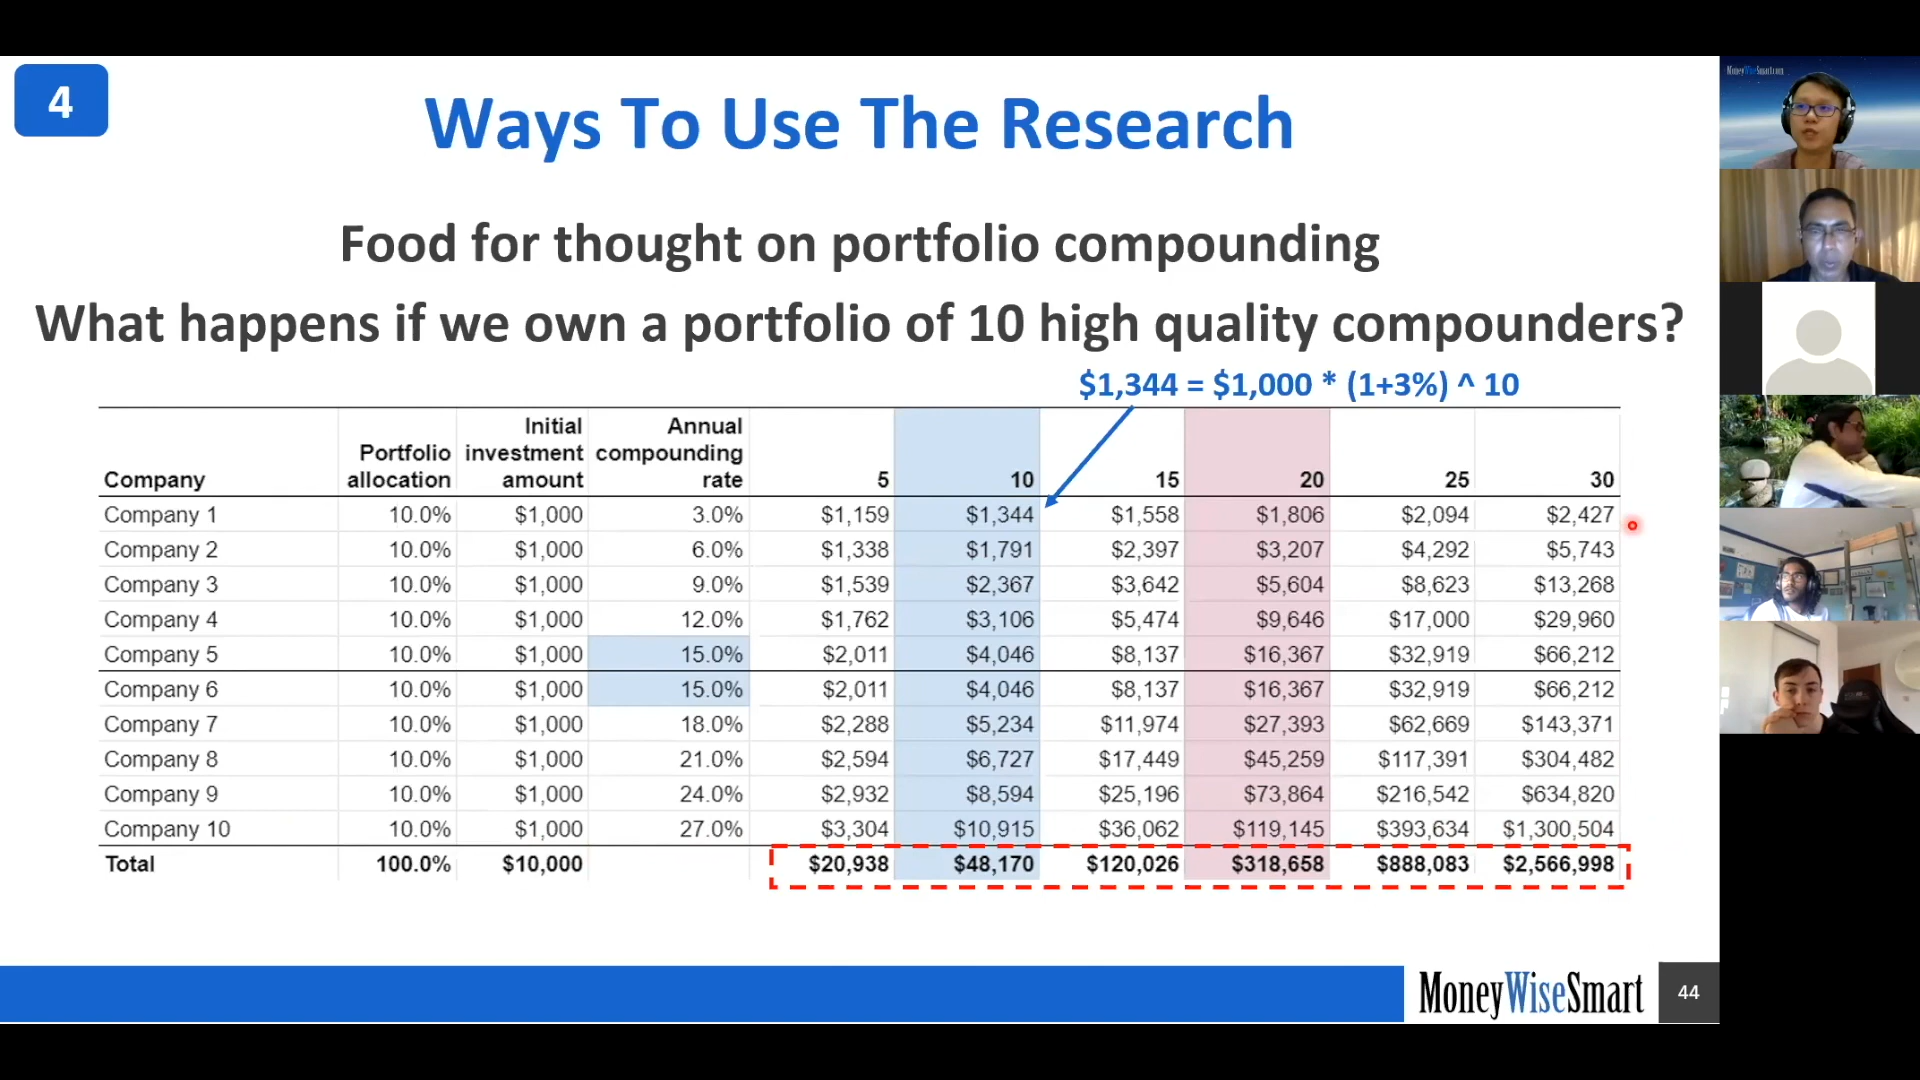 4
Ways To Use The Research
Food for thought on portfolio compounding
What happens if we own a portfolio of 10 high quality compounders?
$1,344 = $1,000 * (1+3%) ^ 10
Company Portfolio allocation Initial investment amount Annual compounding rate 5 10 15 20 25 30
Company 1 10.0% $1,000 3.0% $1,159 $1,344 $1,558 $1,806 $2,094 $2,427
Company 2 10.0% $1,000 6.0% $1,338 $1,791 $2,397 $3,207 $4,292 $5,743
Company 3 10.0% $1,000 9.0% $1,539 $2,367 $3,642 $5,604 $8,623 $13,268
Company 4 10.0% $1,000 12.0% $1,762 $3,106 $5,474 $9,646 $17,000 $29,960
Company 5 10.0% $1,000 15.0% $2,011 $4,046 $8,137 $16,367 $32,919 $66,212
Company 6 10.0% $1,000 15.0% $2,011 $4,046 $8,137 $16,367 $32,919 $66,212
Company 7 10.0% $1,000 18.0% $2,288 $5,234 $11,974 $27,393 $62,669 $143,371
Company 8 10.0% $1,000 21.0% $2,594 $6,727 $17,449 $45,259 $117,391 $304,482
Company 9 10.0% $1,000 24.0% $2,932 $8,594 $25,196 $73,864 $216,542 $634,820
Company 10 10.0% $1,000 27.0% $3,304 $10,915 $36,062 $119,145 $393,634 $1,300,504
Total 100.0% $10,000 $20,938 $48,170 $120,026 $318,658 $888,083 $2,566,998
MoneyWiseSmart
44
MoneyWiseSmart.com